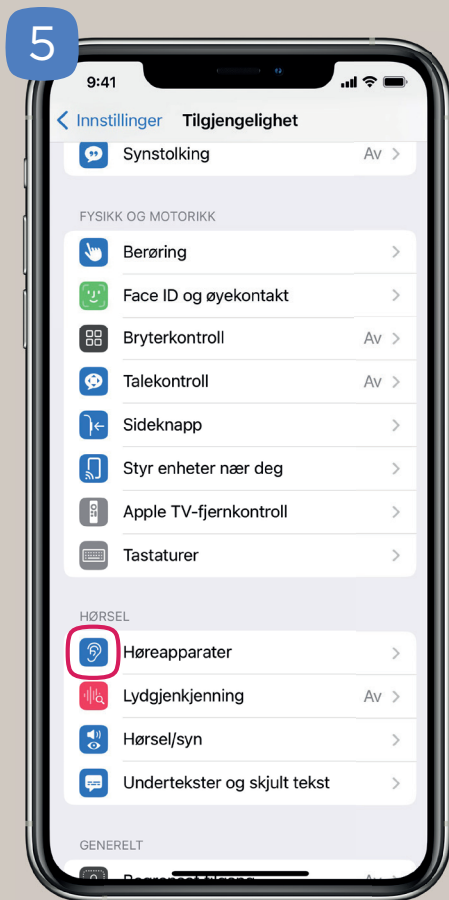 5
9:41
Innstillinger Tilgjengelighet
Synstolking Av
FYSIKK OG MOTORIKK
Berøring
Face ID og øyekontakt
Bryterkontroll Av
Talekontroll Av
Sideknapp
Styr enheter nær deg
Apple TV-fjernkontroll
Tastaturer
HØRSEL
Høreapparater
Lydgjenkjenning Av
Hørsel/syn
Undertekster og skjult tekst
GENERELT